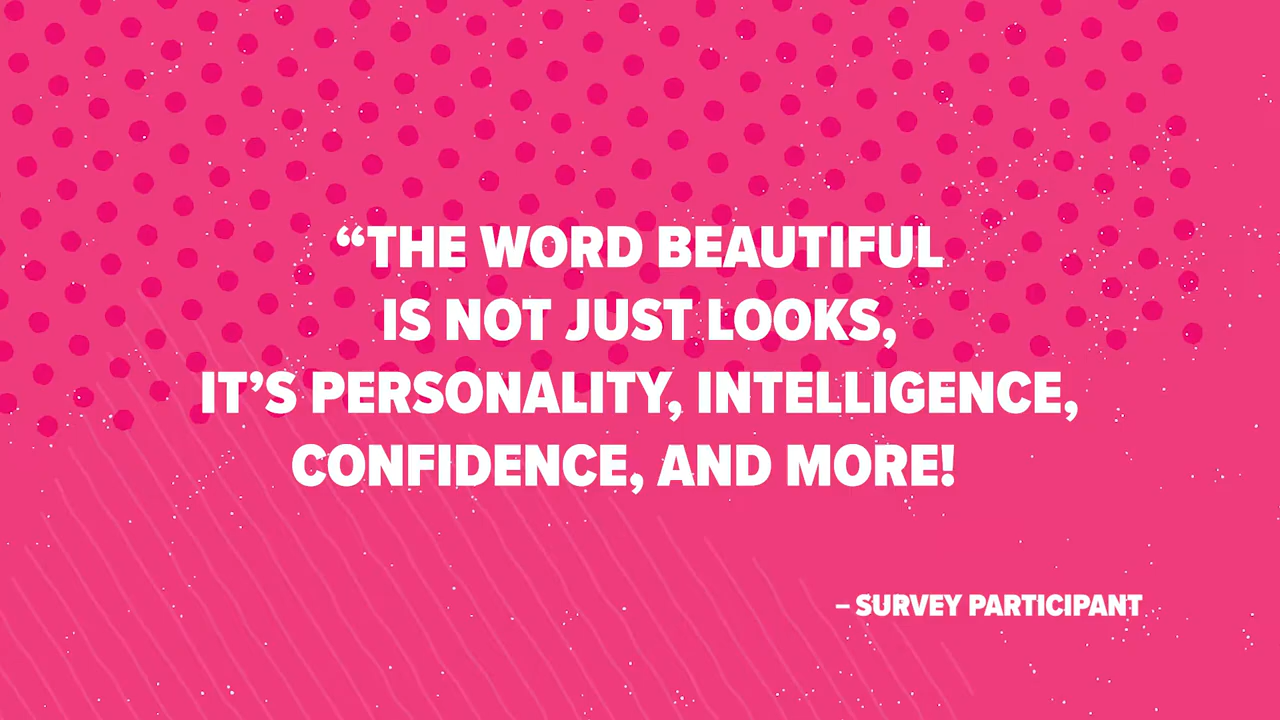 “THE WORD BEAUTIFUL
IS NOT JUST LOOKS,
IT’S PERSONALITY, INTELLIGENCE,
CONFIDENCE, AND MORE!
– SURVEY PARTICIPANT